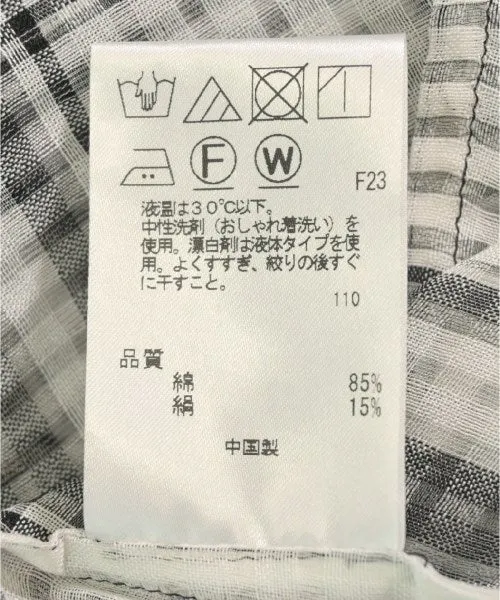 F W
F23
液温は30℃以下。
中性洗剤（おしゃれ着洗い）を
使用。漂白剤は液体タイプを使
用。よくすすぎ、絞りの後すぐ
に干すこと。
110
品質
綿 85%
絹 15%
中国製